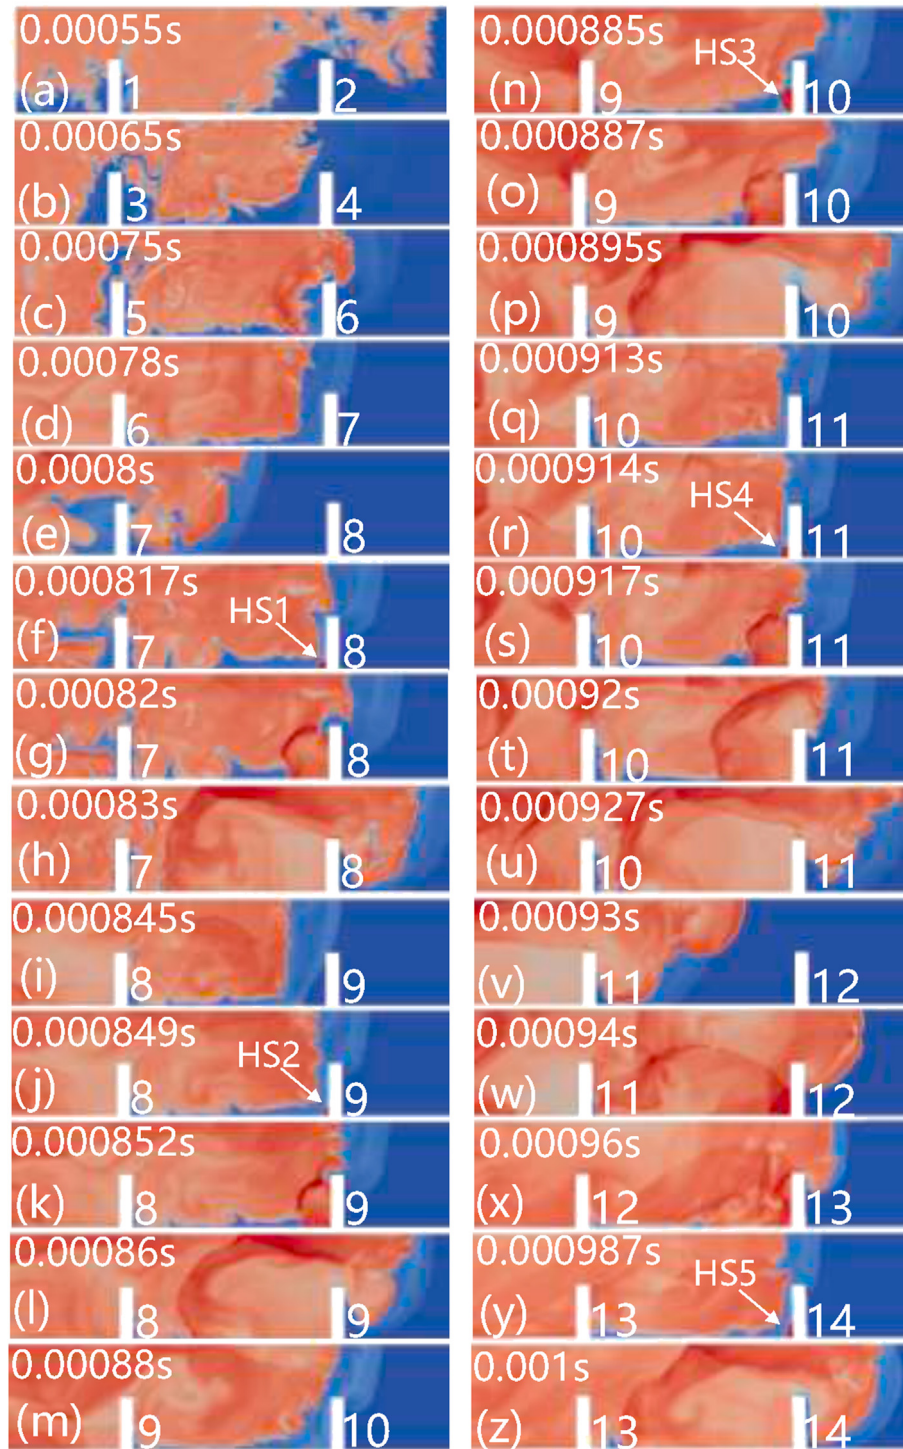 0.00055s
(a) 1 2
0.00065s
(b) 3 4
0.00075s
(c) 5 6
0.00078s
(d) 6 7
0.0008s
(e) 7 8
0.000817s
HS1
(f) 7 8
0.00082s
(g) 7 8
0.00083s
(h) 7 8
0.000845s
(i) 8 9
0.000849s
HS2
(j) 8 9
0.000852s
(k) 8 9
0.00086s
(l) 8 9
0.00088s
(m) 9 10
0.000885s
HS3
(n) 9 10
0.000887s
(o) 9 10
0.000895s
(p) 9 10
0.000913s
(q) 10 11
0.000914s
HS4
(r) 10 11
0.000917s
(s) 10 11
0.00092s
(t) 10 11
0.000927s
(u) 10 11
0.00093s
(v) 11 12
0.00094s
(w) 11 12
0.00096s
(x) 12 13
0.000987s
HS5
(y) 13 14
0.001s
(z) 13 14